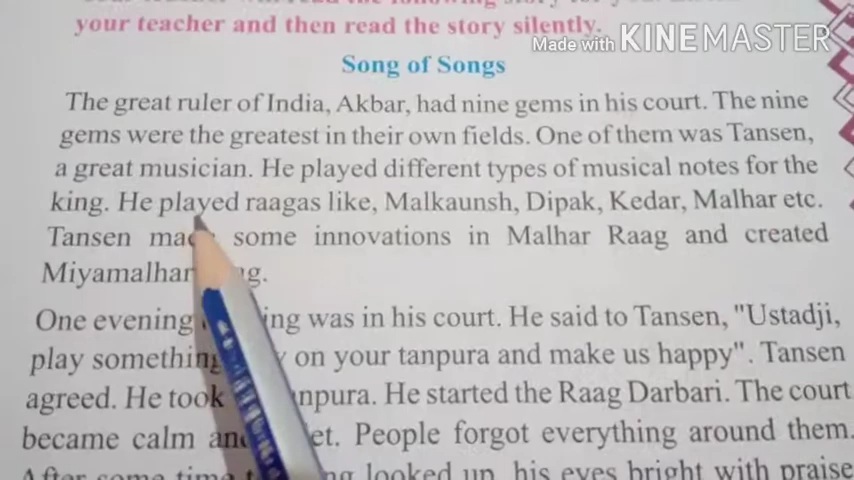 your teacher and then read the story silently.
Made with KINEMASTER
Song of Songs
The great ruler of India, Akbar, had nine gems in his court. The nine
gems were the greatest in their own fields. One of them was Tansen,
a great musician. He played different types of musical notes for the
king. He played raagas like, Malkaunsh, Dipak, Kedar, Malhar etc.
Tansen some innovations in Malhar Raag and created
Miyamalhar
One evening was in his court. He said to Tansen, "Ustadji,
play something on your tanpura and make us happy". Tansen
agreed. He took He started the Raag Darbari. The court
became calm People forgot everything around them.
After some time looked up, his eyes bright with praise